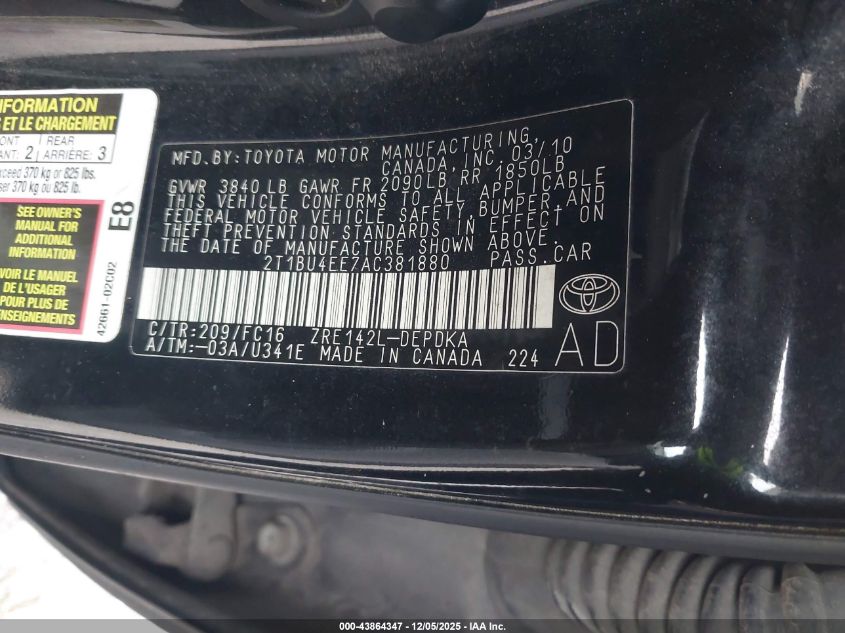 INFORMATION
ET LE CHARGEMENT
2 REAR
ARRIÈRE: 3
exceed 370 kg or 825 lbs.
370 kg ou 825 lb.
SEE OWNER'S
MANUAL FOR
ADDITIONAL
INFORMATION
VOIR LE MANUEL
DE L'USAGER
POUR PLUS DE
RENSEIGNEMENTS
E8
42661-02C02
MFD.BY:TOYOTA MOTOR MANUFACTURING,
CANADA, INC. 03/10
GVWR 3840 LB GAWR FR 2090LB RR 1850LB
THIS VEHICLE CONFORMS TO ALL APPLICABLE
FEDERAL MOTOR VEHICLE SAFETY, BUMPER, AND
THEFT PREVENTION STANDARDS IN EFFECT ON
THE DATE OF MANUFACTURE SHOWN ABOVE.
2T1BU4EE7AC381880 PASS.CAR
C/TR:209/FC16 ZRE142L-DEPDKA
A/TM:-03A/U341E MADE IN CANADA 224
AD
000-43864347 - 12/05/2025 - IAA Inc.